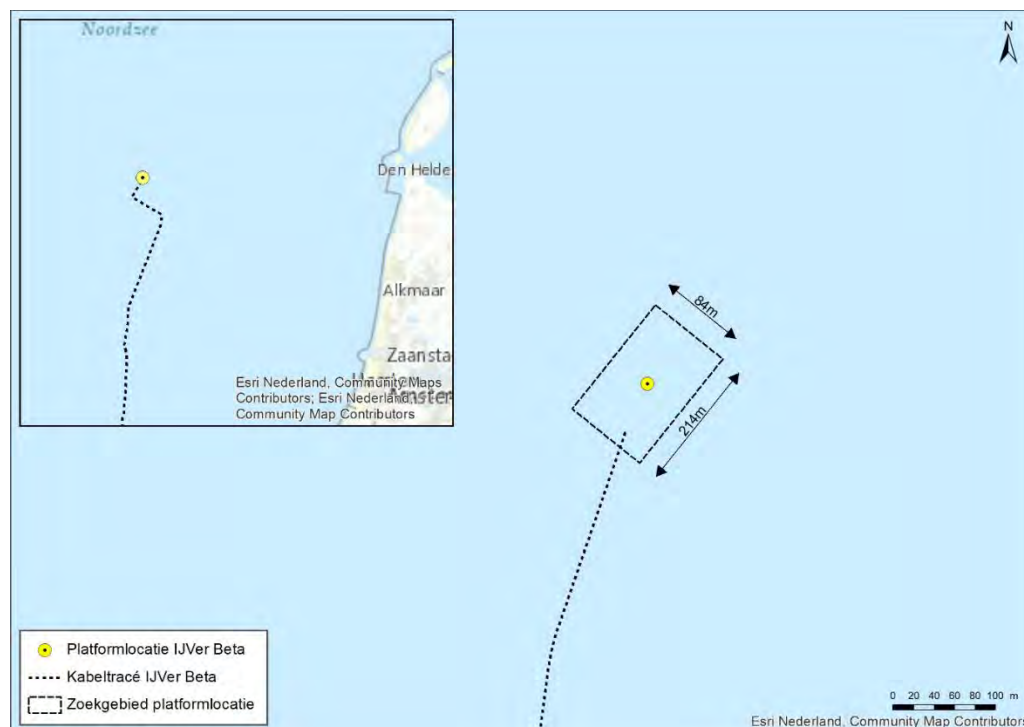 Noordzee
N
Den Helde
Alkmaar
Zaansta
Esri Nederland, Community Maps
Contributors; Esri Nederland,
Community Map Contributors
84m
214m
Platformlocatie IJVer Beta
Kabeltracé IJVer Beta
Zoekgebied platformlocatie
0 20 40 60 80 100 m
Esri Nederland, Community Map Contributors